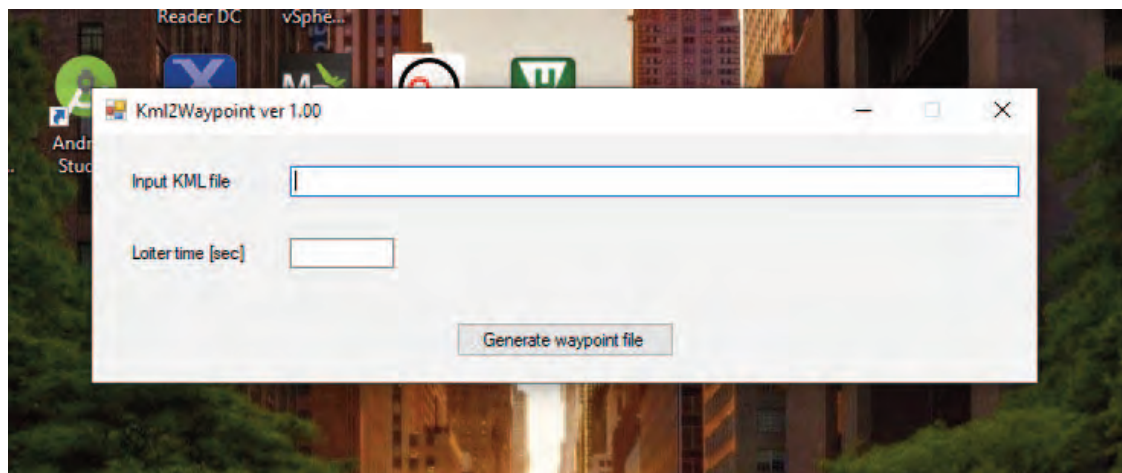 Reader DC
vSphe...
Kml2Waypoint ver 1.00
Andr
Stud
Input KML file
Loiter time [sec]
Generate waypoint file